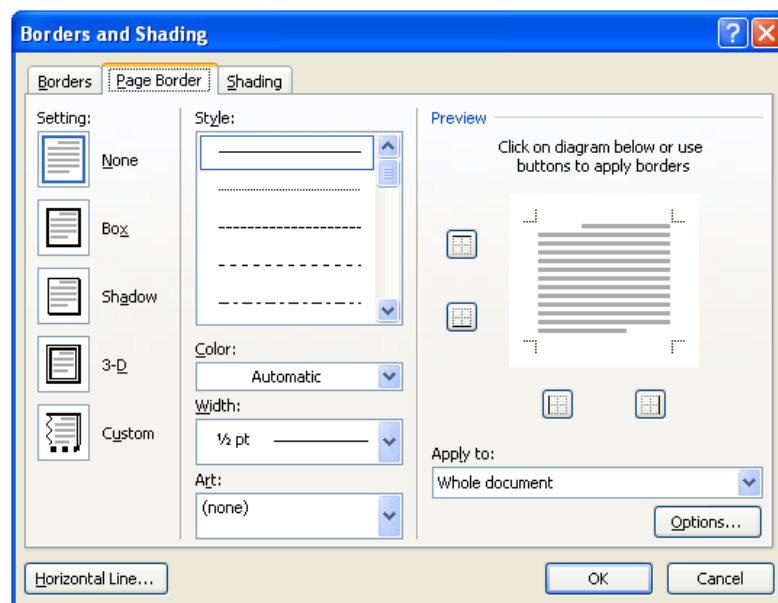 Borders and Shading
Borders
Page Border
Shading
Setting:
None
Box
Shadow
3-D
Custom
Style:
Color:
Automatic
Width:
½ pt
Art:
(none)
Preview
Click on diagram below or use
buttons to apply borders
Apply to:
Whole document
Options...
Horizontal Line...
OK
Cancel